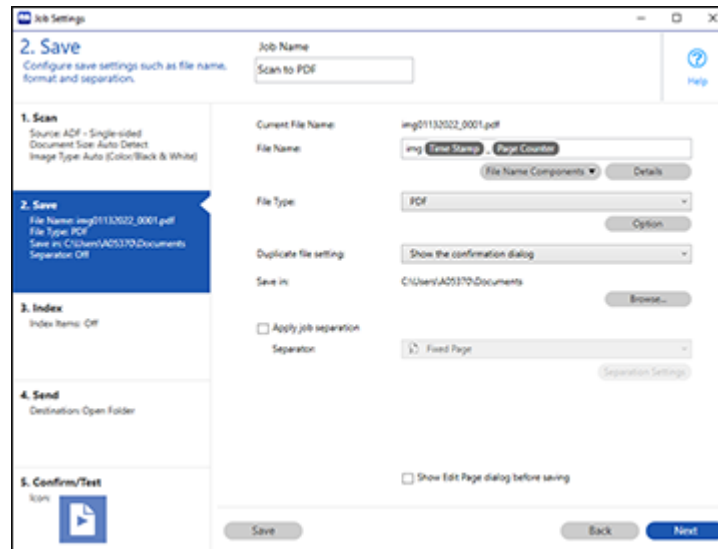 Job Settings
2. Save
Configure save settings such as file name,
format and separation.
Job Name
Scan to PDF
Help
1. Scan
Source: ADF - Single-sided
Document Size: Auto Detect
Image Type: Auto (Color/Black & White)
2. Save
File Name: img01132022_0001.pdf
File Type: PDF
Save in: C:\Users\A05370\Documents
Separator: Off
3. Index
Index Items: Off
4. Send
Destination: Open Folder
5. Confirm/Test
Icon:
Current File Name: img01132022_0001.pdf
File Name: img Time Stamp _ Page Counter
File Name Components Details
File Type: PDF
Option
Duplicate file setting: Show the confirmation dialog
Save in: C:\Users\A05370\Documents
Browse...
Apply job separation
Separator: Fixed Page
Separation Settings
Show Edit Page dialog before saving
Save Back Next